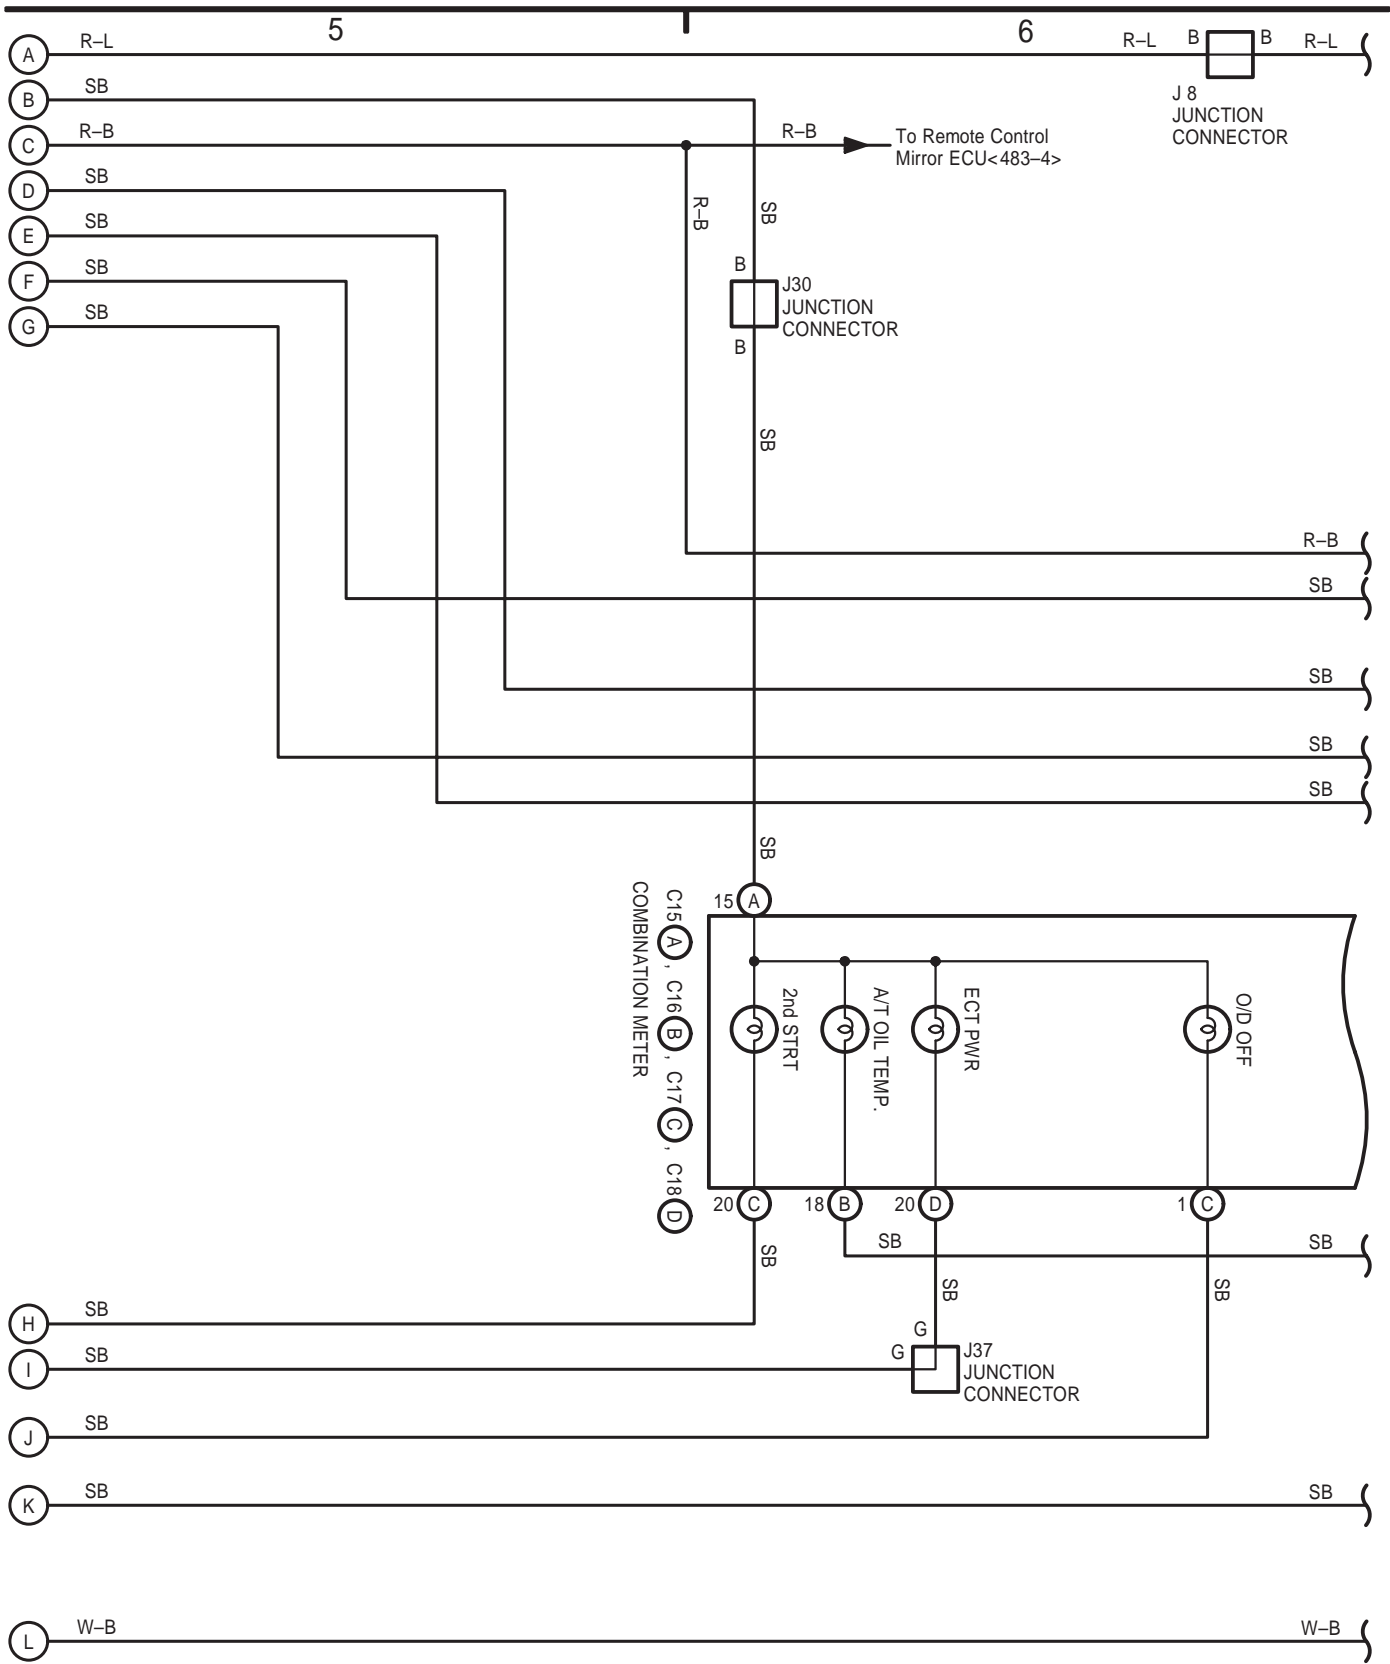 5
6
A
R–L
R–L
B
B
R–L
J 8
JUNCTION
CONNECTOR
B
SB
C
R–B
R–B
To Remote Control
Mirror ECU<483–4>
D
SB
R–B
SB
E
SB
F
SB
B
J30
JUNCTION
CONNECTOR
B
G
SB
SB
R–B
SB
SB
SB
SB
SB
15
A
C15 A , C16 B , C17 C , C18 D
COMBINATION METER
2nd STRT
A/T OIL TEMP.
ECT PWR
O/D OFF
20
C
18
B
20
D
1
C
SB
SB
SB
SB
SB
H
SB
G
G
J37
JUNCTION
CONNECTOR
I
SB
J
SB
K
SB
SB
L
W–B
W–B